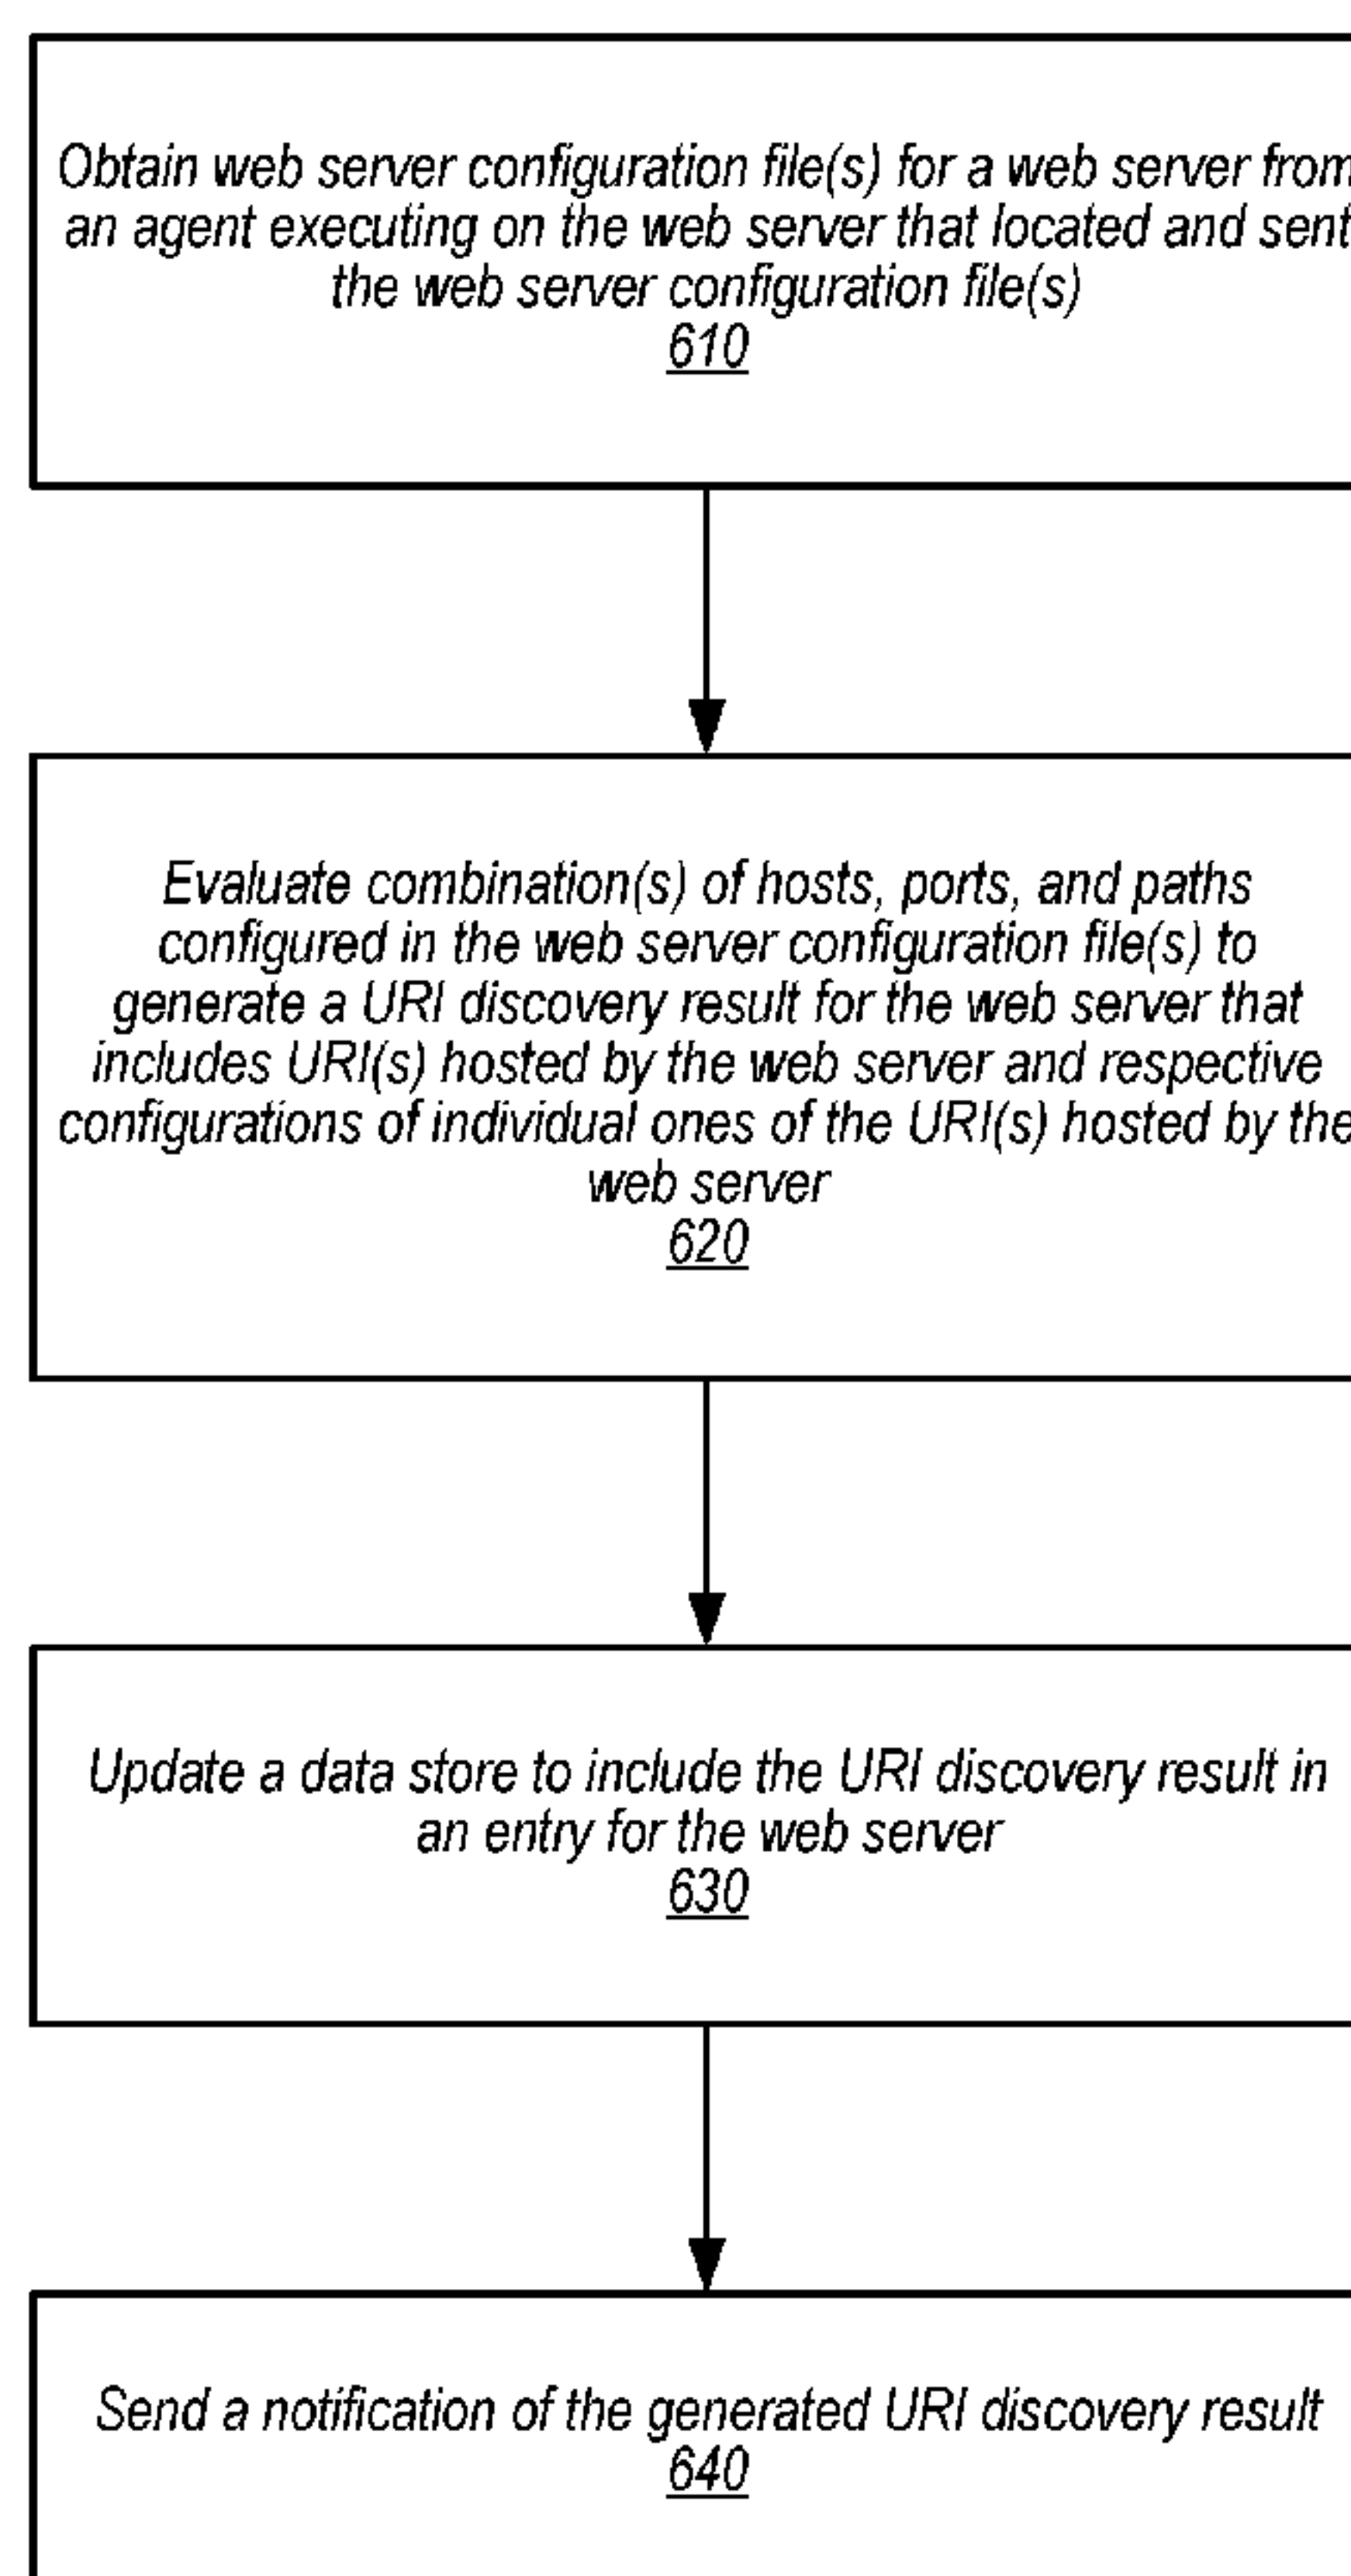 Obtain web server configuration file(s) for a web server from
an agent executing on the web server that located and sent
the web server configuration file(s)
610
Evaluate combination(s) of hosts, ports, and paths
configured in the web server configuration file(s) to
generate a URI discovery result for the web server that
includes URI(s) hosted by the web server and respective
configurations of individual ones of the URI(s) hosted by the
web server
620
Update a data store to include the URI discovery result in
an entry for the web server
630
Send a notification of the generated URI discovery result
640